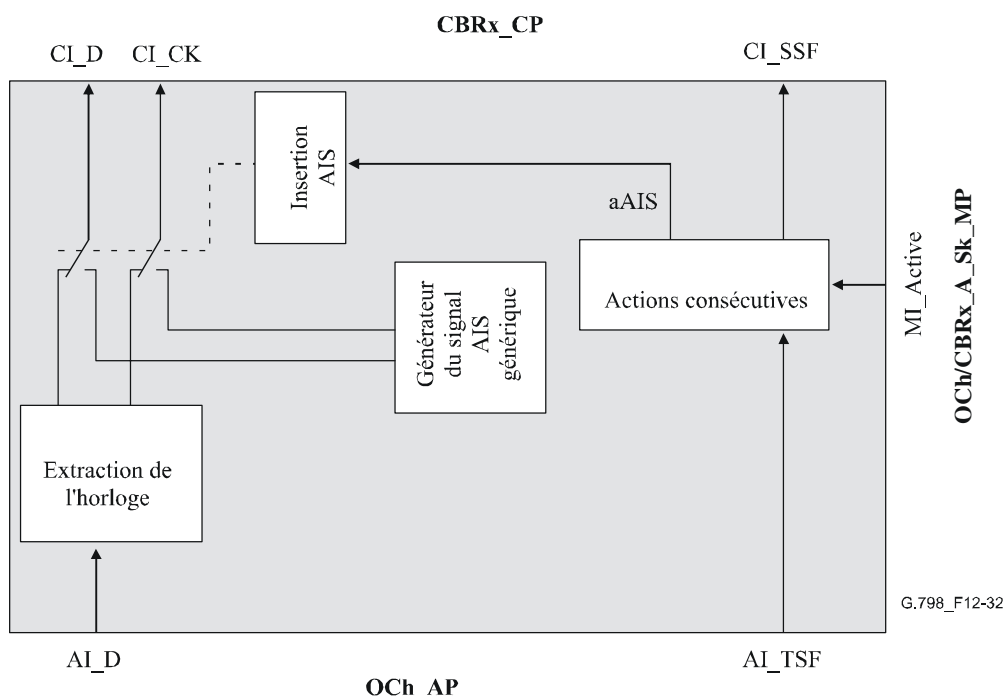 CBRx_CP
CI_D
CI_CK
CI_SSF
Insertion
AIS
aAIS
Générateur
du signal
AIS
générique
Actions consécutives
MI_Active
OCh/CBRx_A_Sk_MP
Extraction de
l'horloge
G.798_F12-32
AI_D
AI_TSF
OCh_AP